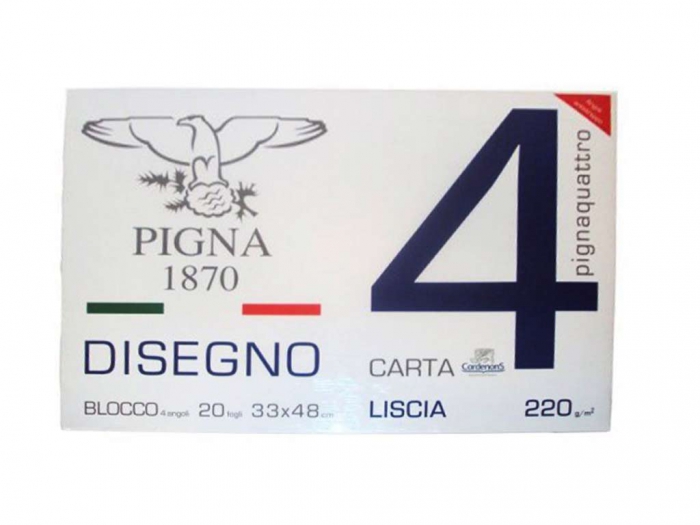 PIGNA
1870
DISEGNO
BLOCCO 4 angoli 20 fogli 33x48 cm
4
pignaquattro
CARTA CordenonS
LISCIA 220 g/m²